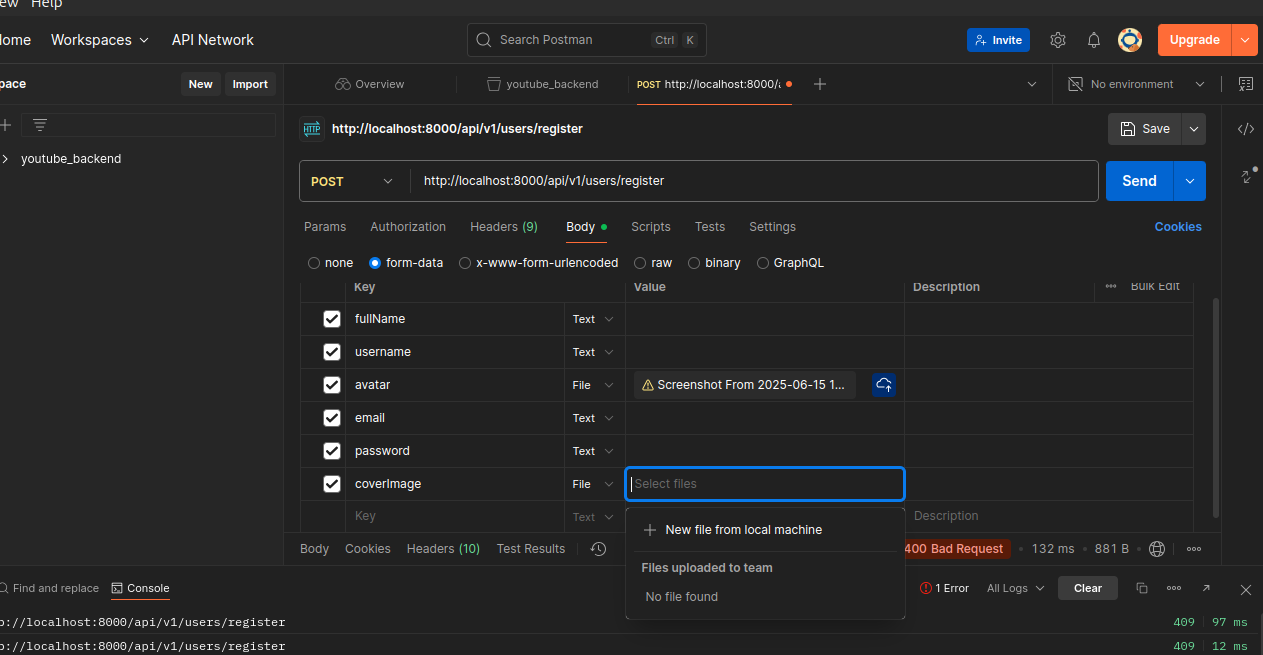 ew Help
Home Workspaces API Network Search Postman Ctrl K Invite Upgrade
pace New Import Overview youtube_backend POST http://localhost:8000/a No environment
HTTP http://localhost:8000/api/v1/users/register Save
youtube_backend
POST http://localhost:8000/api/v1/users/register Send
Params Authorization Headers (9) Body Scripts Tests Settings Cookies
none form-data x-www-form-urlencoded raw binary GraphQL
Key Value Description Bulk Edit
fullName Text
username Text
avatar File Screenshot From 2025-06-15 1...
email Text
password Text
coverImage File Select files
Key Text Description
New file from local machine
Body Cookies Headers (10) Test Results 400 Bad Request 132 ms 881 B
Files uploaded to team
Find and replace Console 1 Error All Logs Clear
No file found
p://localhost:8000/api/v1/users/register 409 97 ms
p://localhost:8000/api/v1/users/register 409 12 ms